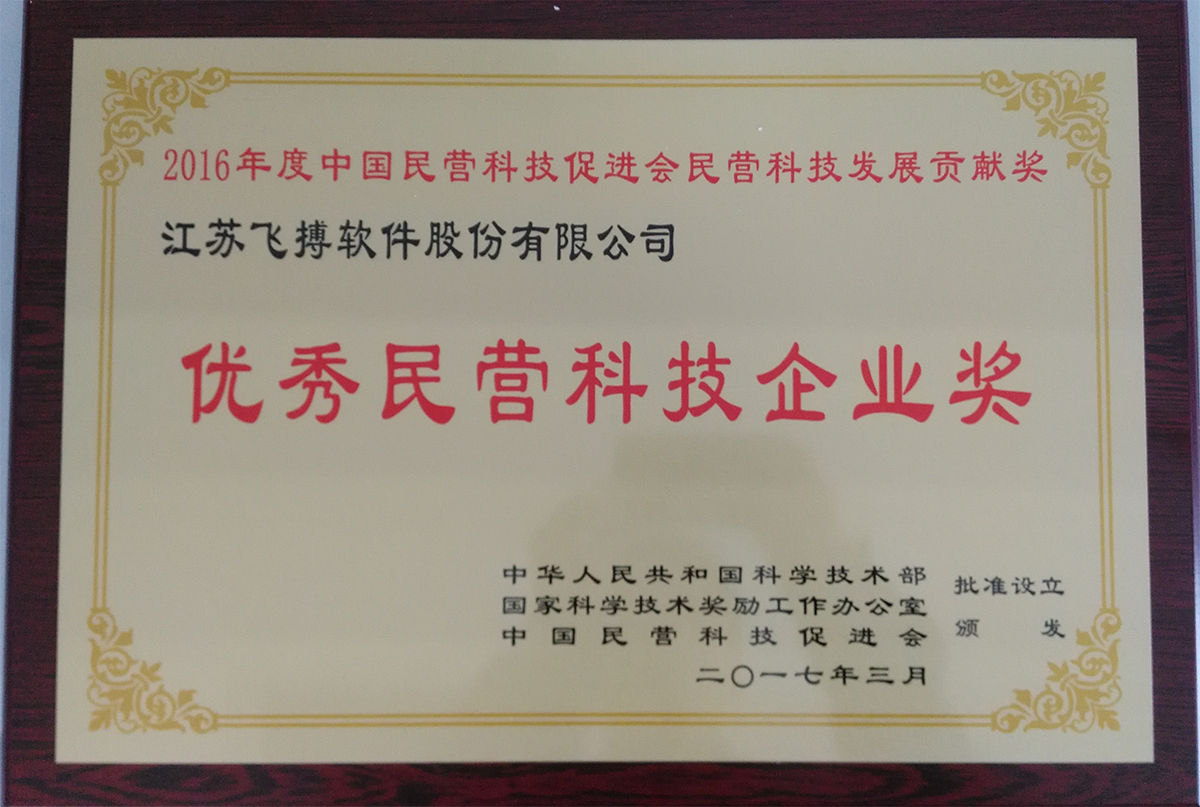 2016年度中国民营科技促进会民营科技发展贡献奖
江苏飞搏软件股份有限公司
优秀民营科技企业奖
中华人民共和国科学技术部
国家科学技术奖励工作办公室 批准设立
中国民营科技促进会 颁发
二〇一七年三月